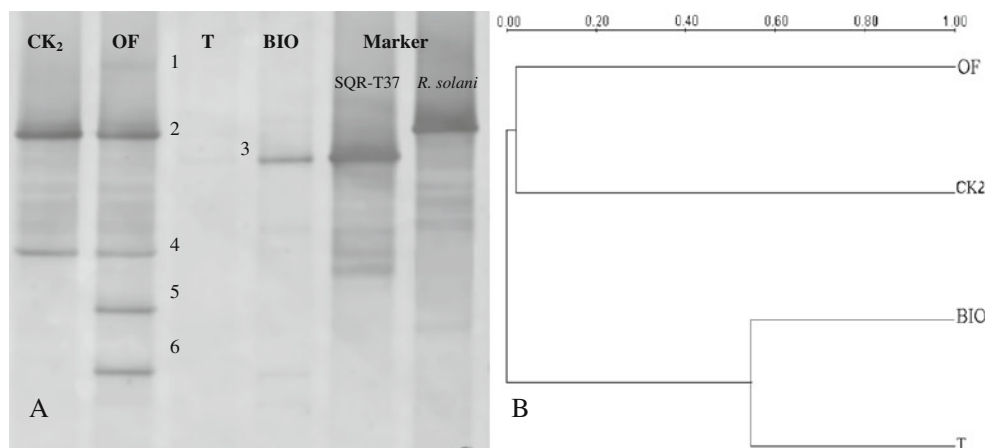 CK₂ OF T BIO Marker
SQR-T37 R. solani
1
2
3
4
5
6
A
0.00 0.20 0.40 0.60 0.80 1.00
OF
CK2
BIO
T
B